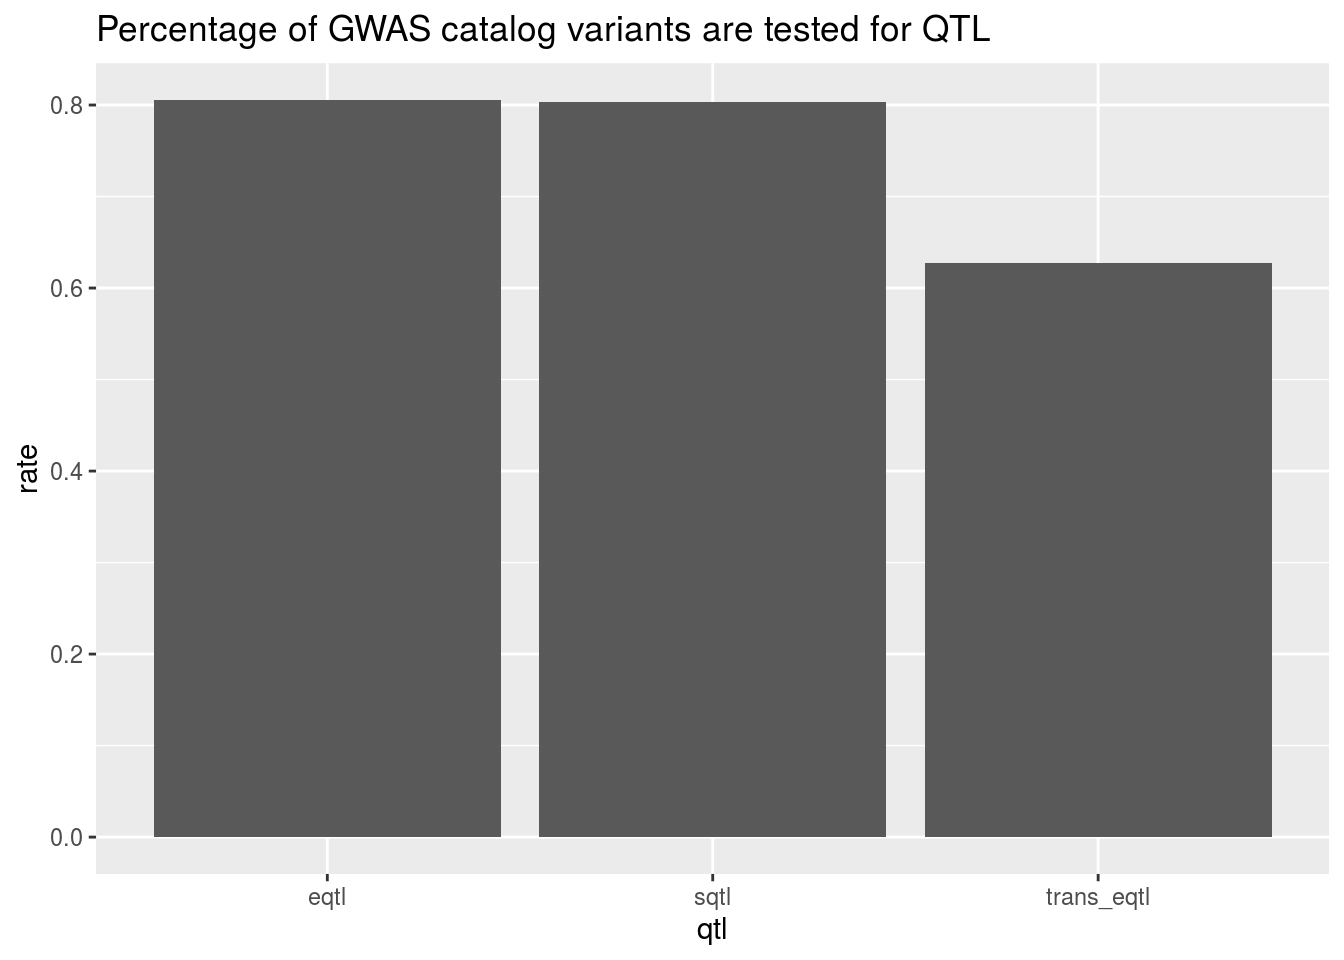 Percentage of GWAS catalog variants are tested for QTL
0.8
0.6
0.4
0.2
0.0
rate
eqtl sqtl trans_eqtl
qtl